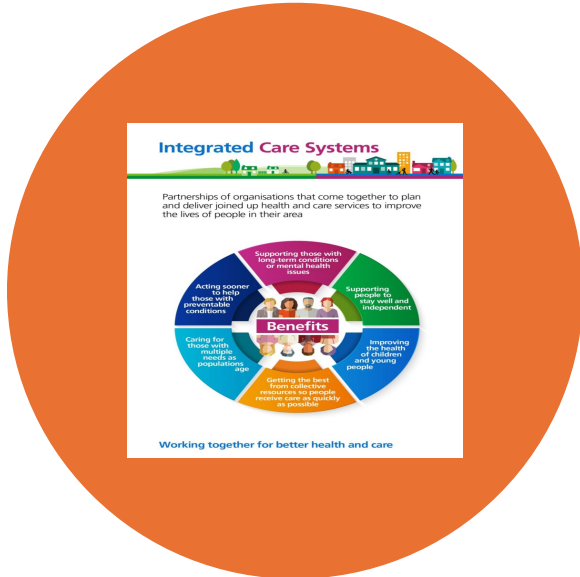 Integrated Care Systems
Partnerships of organisations that come together to plan
and deliver joined up health and care services to improve
the lives of people in their area
Supporting those with
long-term conditions
or mental health
issues
Supporting
people to
stay well and
independent
Improving
the health
of children
and young
people
Getting the best
from collective
resources so people
receive care as quickly
as possible
Caring for
those with
multiple
needs as
populations
age
Acting sooner
to help
those with
preventable
conditions
Benefits
Working together for better health and care